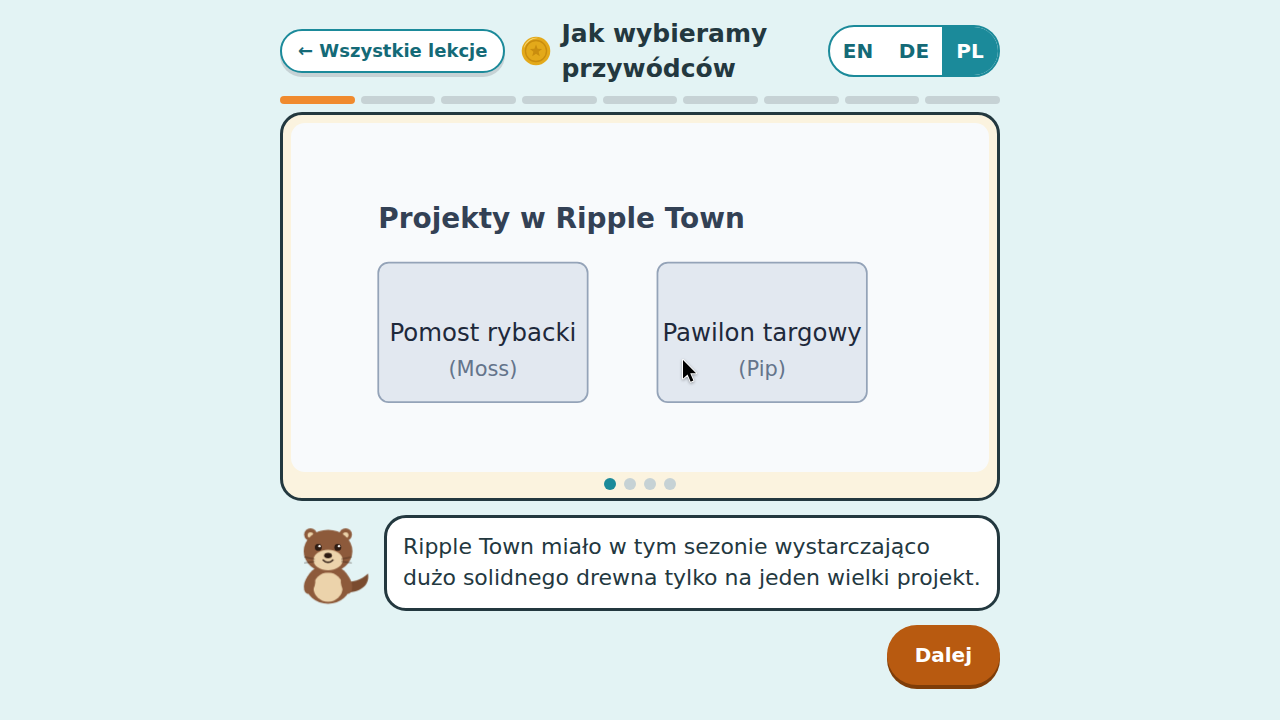 ← Wszystkie lekcje
Jak wybieramy
przywódców
EN DE PL
Projekty w Ripple Town
Pomost rybacki
(Moss)
Pawilon targowy
(Pip)
Ripple Town miało w tym sezonie wystarczająco
dużo solidnego drewna tylko na jeden wielki projekt.
Dalej